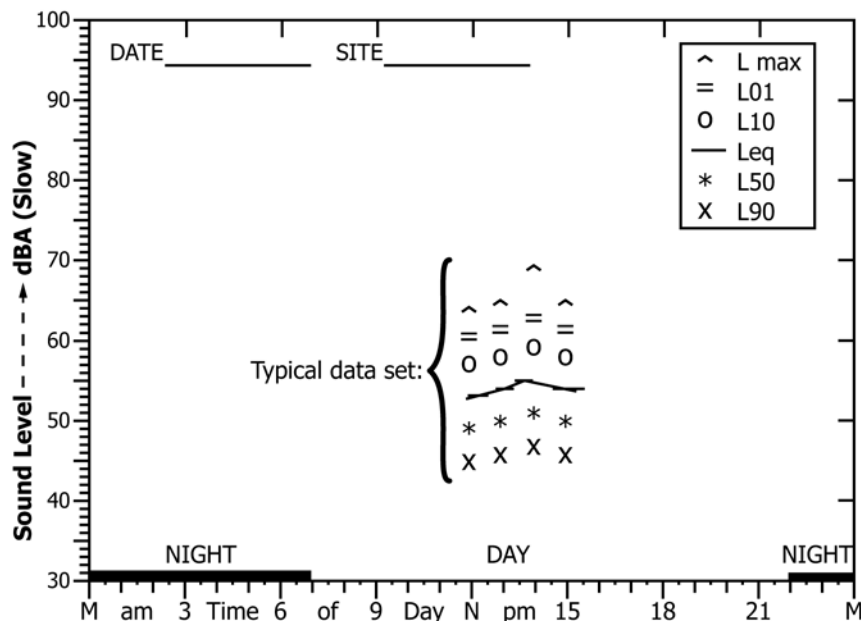 100
90
80
70
60
50
40
30
Sound Level ----→ dBA (Slow)
DATE
SITE
^ L max
= L01
o L10
— Leq
* L50
x L90
Typical data set:
NIGHT DAY NIGHT
M am 3 Time 6 of 9 Day N pm 15 18 21 M